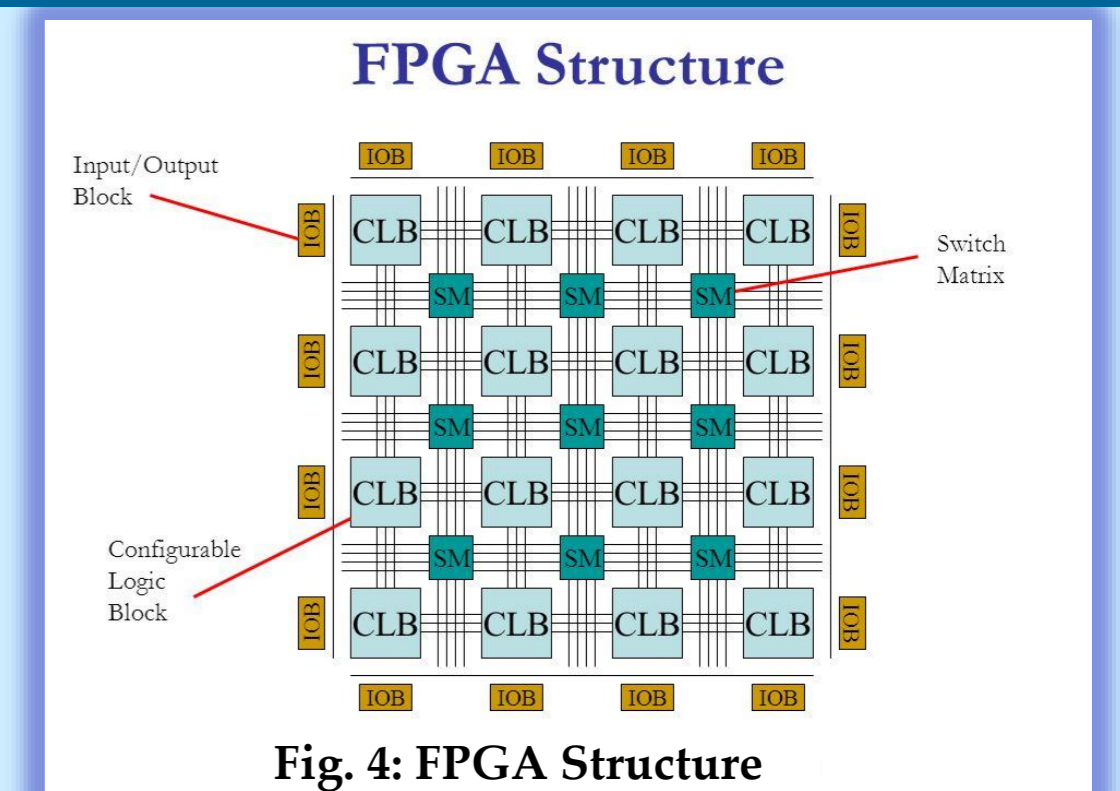 FPGA Structure
IOB IOB IOB IOB
Input/Output
Block
IOB CLB CLB CLB CLB IOB
Switch
Matrix
SM SM SM
IOB CLB CLB CLB CLB IOB
SM SM SM
IOB CLB CLB CLB CLB IOB
Configurable
Logic
Block
SM SM SM
IOB CLB CLB CLB CLB IOB
IOB IOB IOB IOB
Fig. 4: FPGA Structure